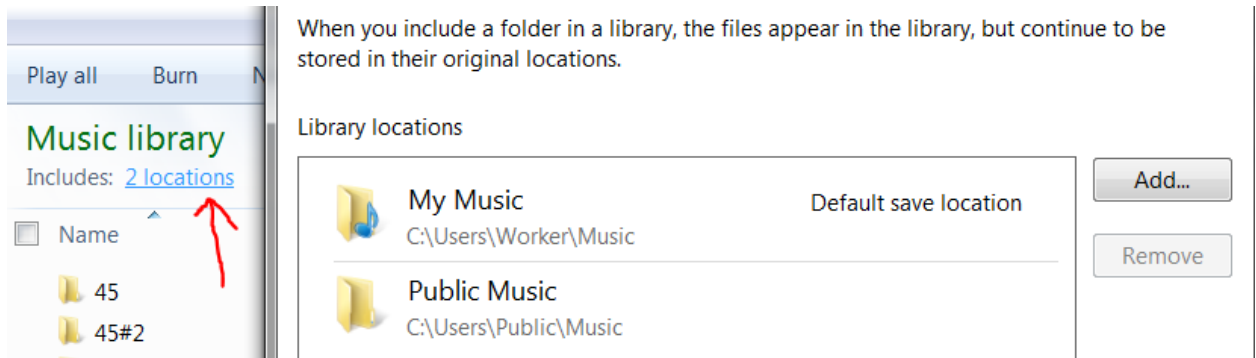 Play all Burn N
Music library
Includes: 2 locations
Name
45
45#2
When you include a folder in a library, the files appear in the library, but continue to be
stored in their original locations.
Library locations
My Music Default save location
C:\Users\Worker\Music
Public Music
C:\Users\Public\Music
Add...
Remove